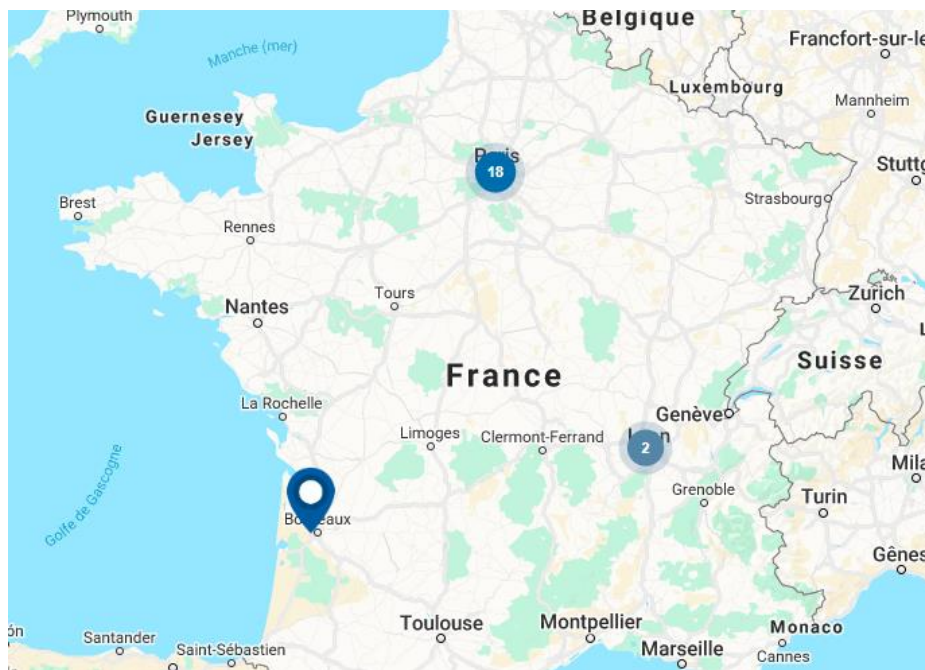 Plymouth
Belgique
Manche (mer)
Francfort-sur-le
Luxembourg
Mannheim
Guernesey
Jersey
Paris
18
Stuttg
Strasbourg
Brest
Rennes
Tours
Zurich
Nantes
Suisse
France
La Rochelle
Genève
Limoges
Clermont-Ferrand
Lyon
2
Mila
Grenoble
Turin
Golfe de Gascogne
Bordeaux
Gênes
Toulouse
Montpellier
Monaco
Santander
Saint-Sébastien
Marseille
Cannes